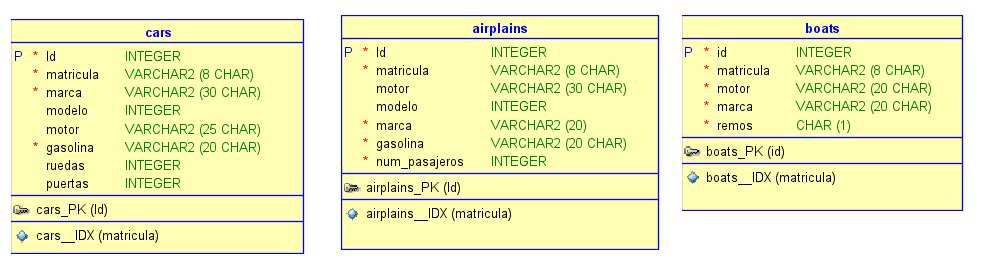 cars
P * Id INTEGER
* matricula VARCHAR2 (8 CHAR)
* marca VARCHAR2 (30 CHAR)
modelo INTEGER
motor VARCHAR2 (25 CHAR)
* gasolina VARCHAR2 (20 CHAR)
ruedas INTEGER
puertas INTEGER
cars_PK (Id)
cars__IDX (matricula)
airplains
P * Id INTEGER
* matricula VARCHAR2 (8 CHAR)
motor VARCHAR2 (30 CHAR)
modelo INTEGER
* marca VARCHAR2 (20)
* gasolina VARCHAR2 (20 CHAR)
* num_pasajeros INTEGER
airplains_PK (Id)
airplains__IDX (matricula)
boats
P * id INTEGER
* matricula VARCHAR2 (8 CHAR)
* motor VARCHAR2 (20 CHAR)
* marca VARCHAR2 (20 CHAR)
* remos CHAR (1)
boats_PK (id)
boats__IDX (matricula)